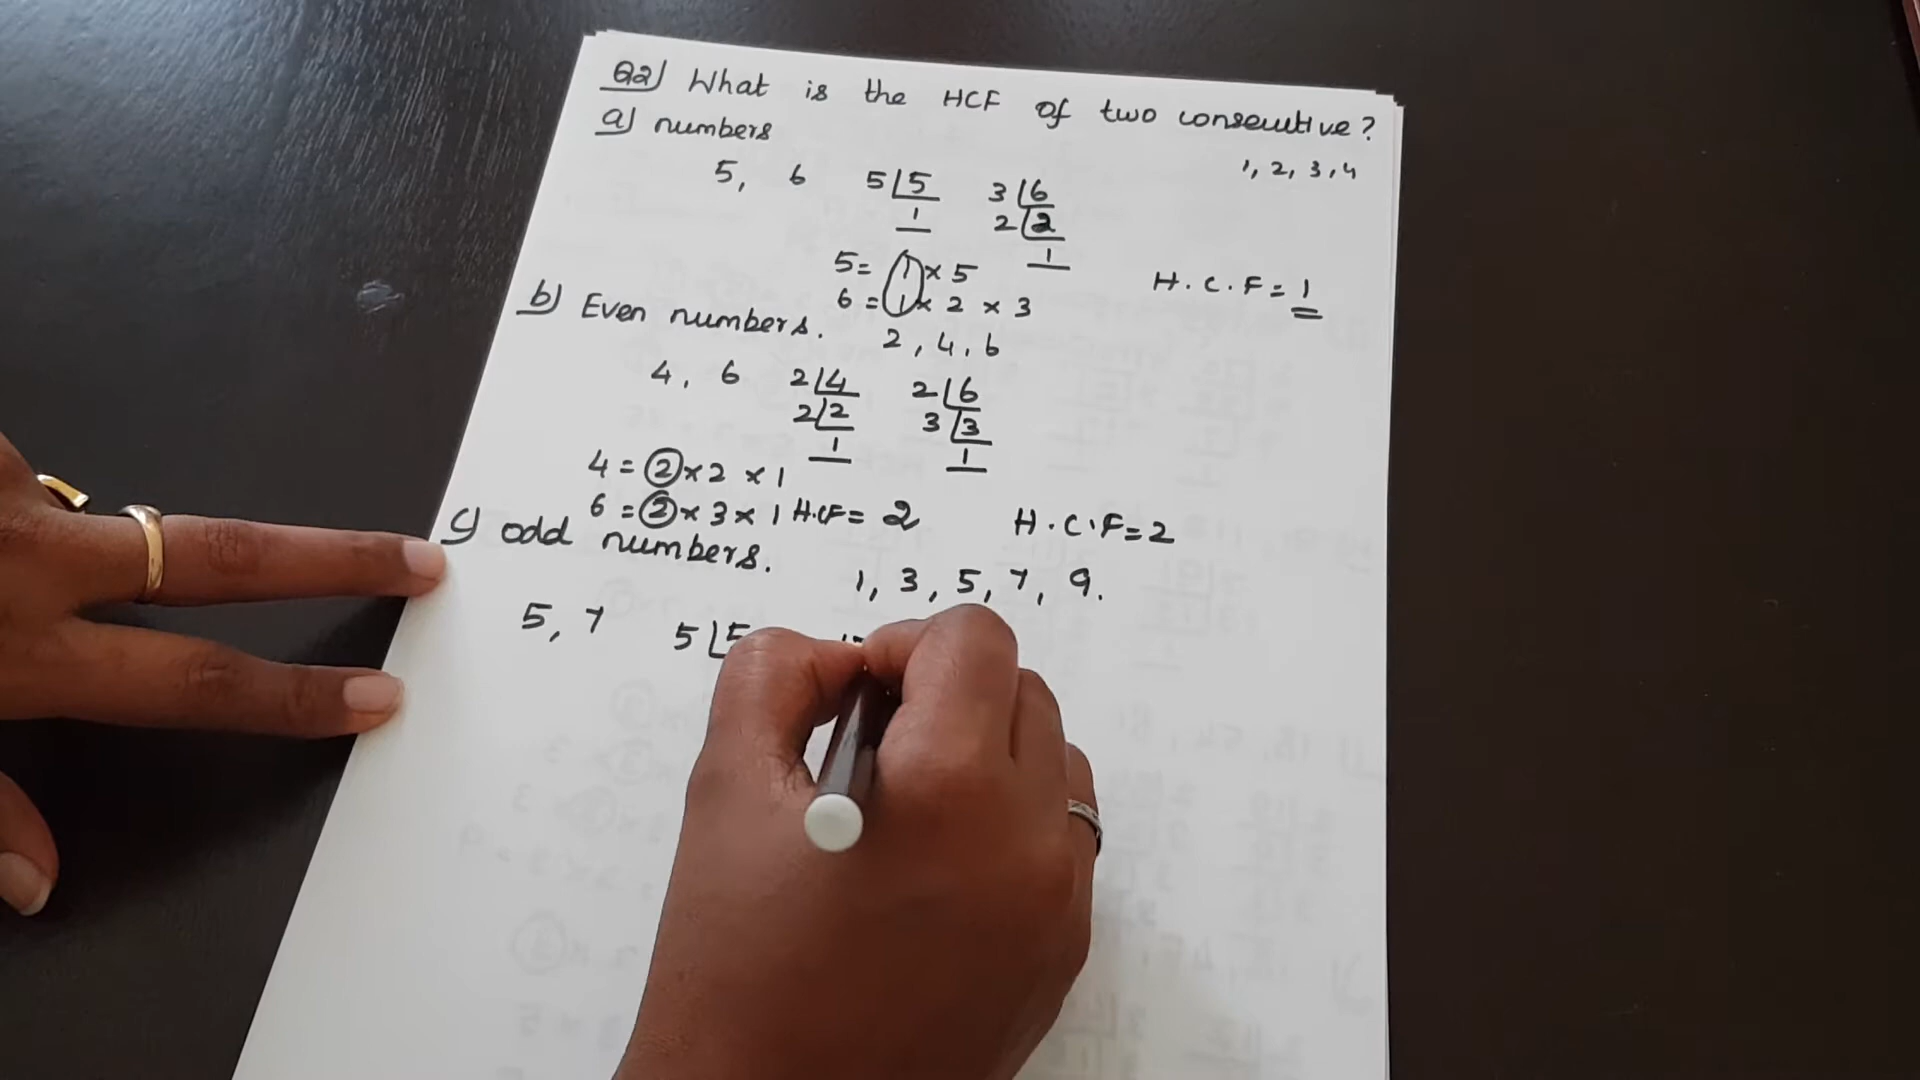 Q2) What is the HCF of two consecutive?
a) numbers
1, 2, 3, 4
5, 6 5 5 3 6
1 2 2
1
5 = 1 x 5
6 = 1 x 2 x 3
H.C.F = 1
b) Even numbers.
2, 4, 6
4, 6 2 4 2 6
2 2 3 3
1 1
4 = 2 x 2 x 1
6 = 2 x 3 x 1 H.CF = 2
H.C.F = 2
c) odd numbers.
1, 3, 5, 7, 9.
5, 7 5 5